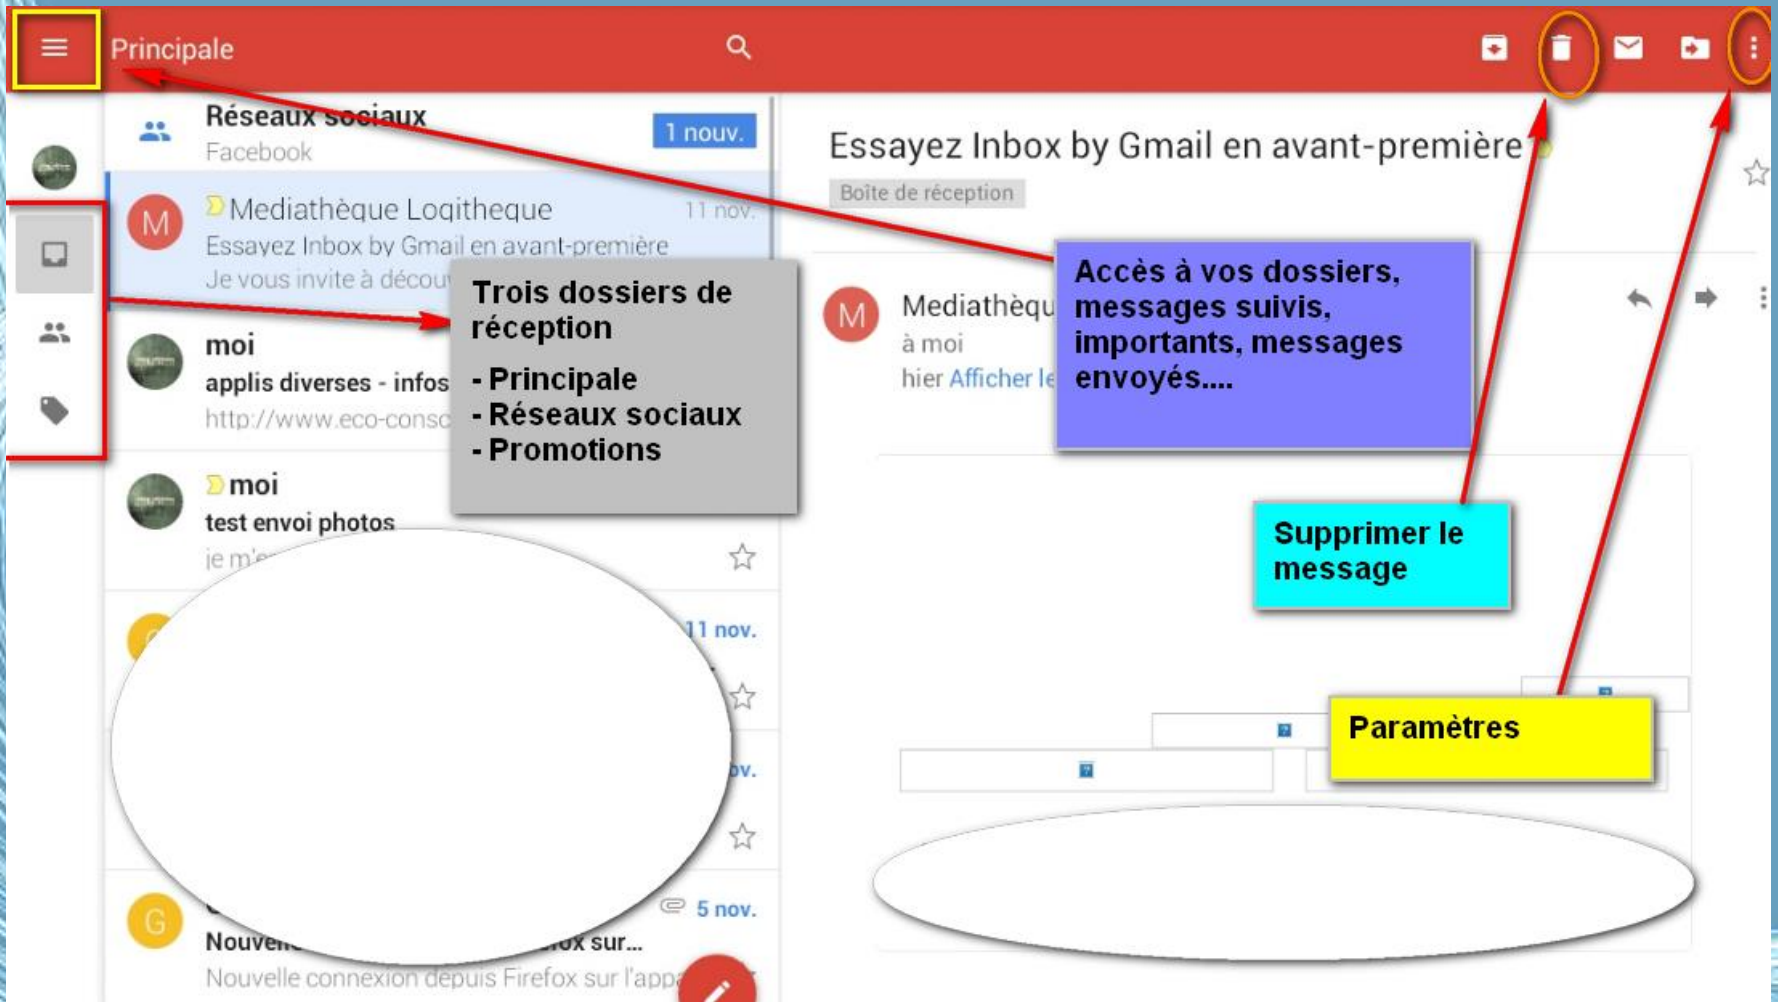 Principale
Réseaux sociaux
Facebook
1 nouv.
Mediathèque Logitheque
11 nov.
Essayez Inbox by Gmail en avant-première
Je vous invite à
moi
applis diverses - infos
http://www.eco-consc
moi
test envoi photos
je
11 nov.
5 nov.
sur...
Nouvelle connexion depuis Firefox sur l'appa
M
G
Trois dossiers de
réception
- Principale
- Réseaux sociaux
- Promotions
Essayez Inbox by Gmail en avant-première
Boîte de réception
M
Mediathèqu
à moi
hier Afficher le
Accès à vos dossiers,
messages suivis,
importants, messages
envoyés....
Supprimer le
message
Paramètres